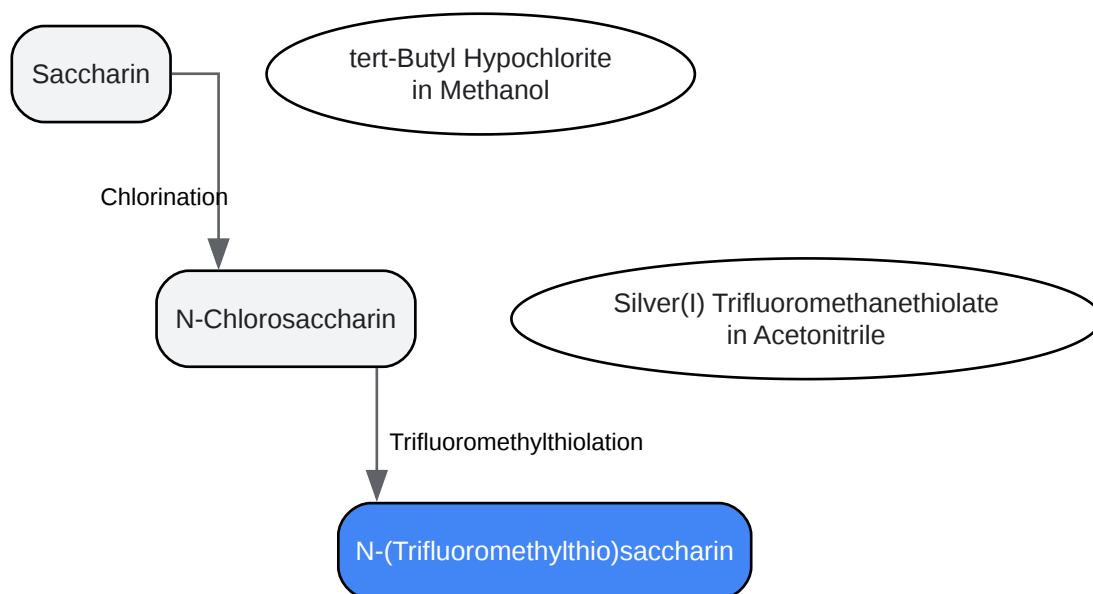 Saccharin
tert-Butyl Hypochlorite
in Methanol
Chlorination
N-Chlorosaccharin
Silver(I) Trifluoromethanethiolate
in Acetonitrile
Trifluoromethylthiolation
N-(Trifluoromethylthio)saccharin